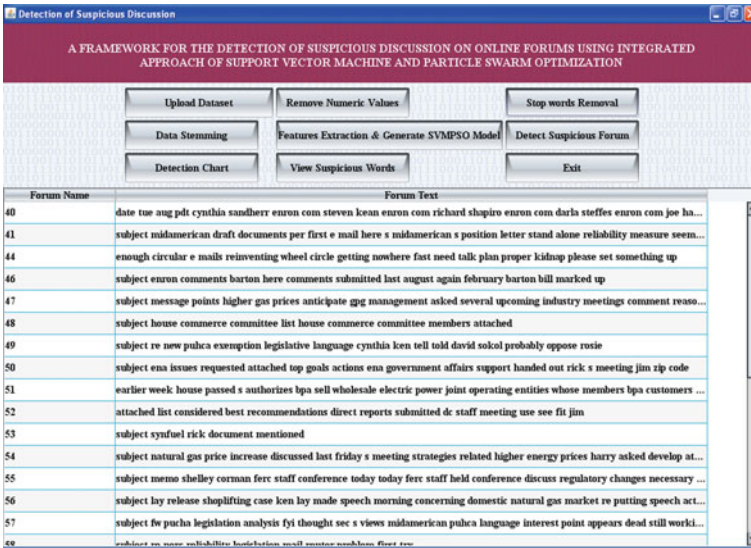 Detection of Suspicious Discussion
A FRAMEWORK FOR THE DETECTION OF SUSPICIOUS DISCUSSION ON ONLINE FORUMS USING INTEGRATED
APPROACH OF SUPPORT VECTOR MACHINE AND PARTICLE SWARM OPTIMIZATION
Upload Dataset Remove Numeric Values Stop words Removal
Data Stemming Features Extraction & Generate SVMPSO Model Detect Suspicious Forum
Detection Chart View Suspicious Words Exit
Forum Name Forum Text
40 date tue aug pdt cynthia sandherr enron com steven kean enron com richard shapiro enron com darla steffes enron com joe ha...
41 subject midamerican draft documents per first e mail here s midamerican s position letter stand alone reliability measure seem...
44 enough circular e mails reinventing wheel circle getting nowhere fast need talk plan proper kidnap please set something up
46 subject enron comments barton here comments submitted last august again february barton bill marked up
47 subject message points higher gas prices anticipate gpg management asked several upcoming industry meetings comment reaso...
48 subject house commerce committee list house commerce committee members attached
49 subject re new puhca exemption legislative language cynthia ken tell told david sokol probably oppose rosie
50 subject ena issues requested attached top goals actions ena government affairs support handed out rick s meeting jim zip code
51 earlier week house passed s authorizes bpa sell wholesale electric power joint operating entities whose members bpa customers ...
52 attached list considered best recommendations direct reports submitted dc staff meeting use see fit jim
53 subject synfuel rick document mentioned
54 subject natural gas price increase discussed last friday s meeting strategies related higher energy prices harry asked develop at...
55 subject memo shelley corman ferc staff conference today today ferc staff held conference discuss regulatory changes necessary ...
56 subject lay release shoplifting case ken lay made speech morning concerning domestic natural gas market re putting speech act...
57 subject fw pucha legislation analysis fyi thought sec s views midamerican puhca language interest point appears dead still worki...
58 subject re nerc reliability legislation mail router problem first try